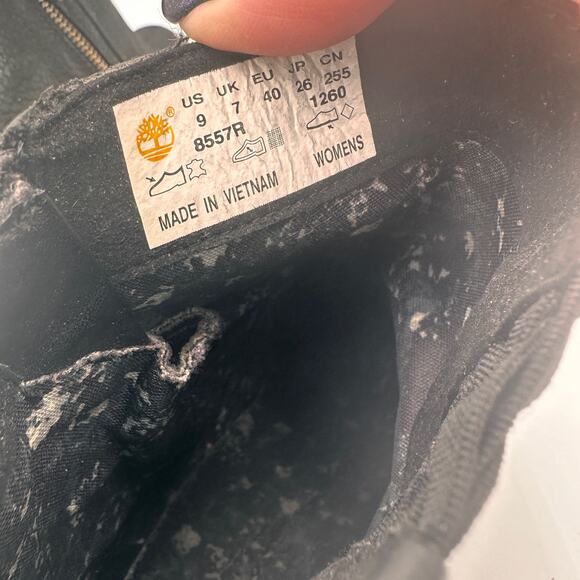 US UK EU JP CN
9 7 40 26 255
8557R 1260
MADE IN VIETNAM WOMENS
®